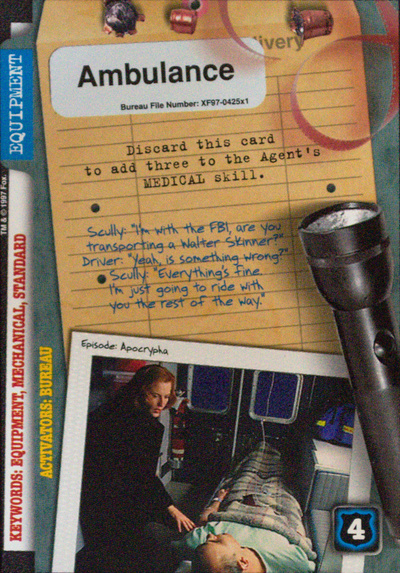 livery
Ambulance
Bureau File Number: XF97-0425x1
EQUIPMENT
TM & © 1997 Fox.
Discard this card
to add three to the Agent's
MEDICAL skill.
Scully: "I'm with the FBI, are you
transporting a Walter Skinner?"
Driver: "Yeah, is something wrong?"
Scully: "Everything's fine.
I'm just going to ride with
you the rest of the way."
KEYWORDS: EQUIPMENT, MECHANICAL, STANDARD
ACTIVATORS: BUREAU
Episode: Apocrypha
4